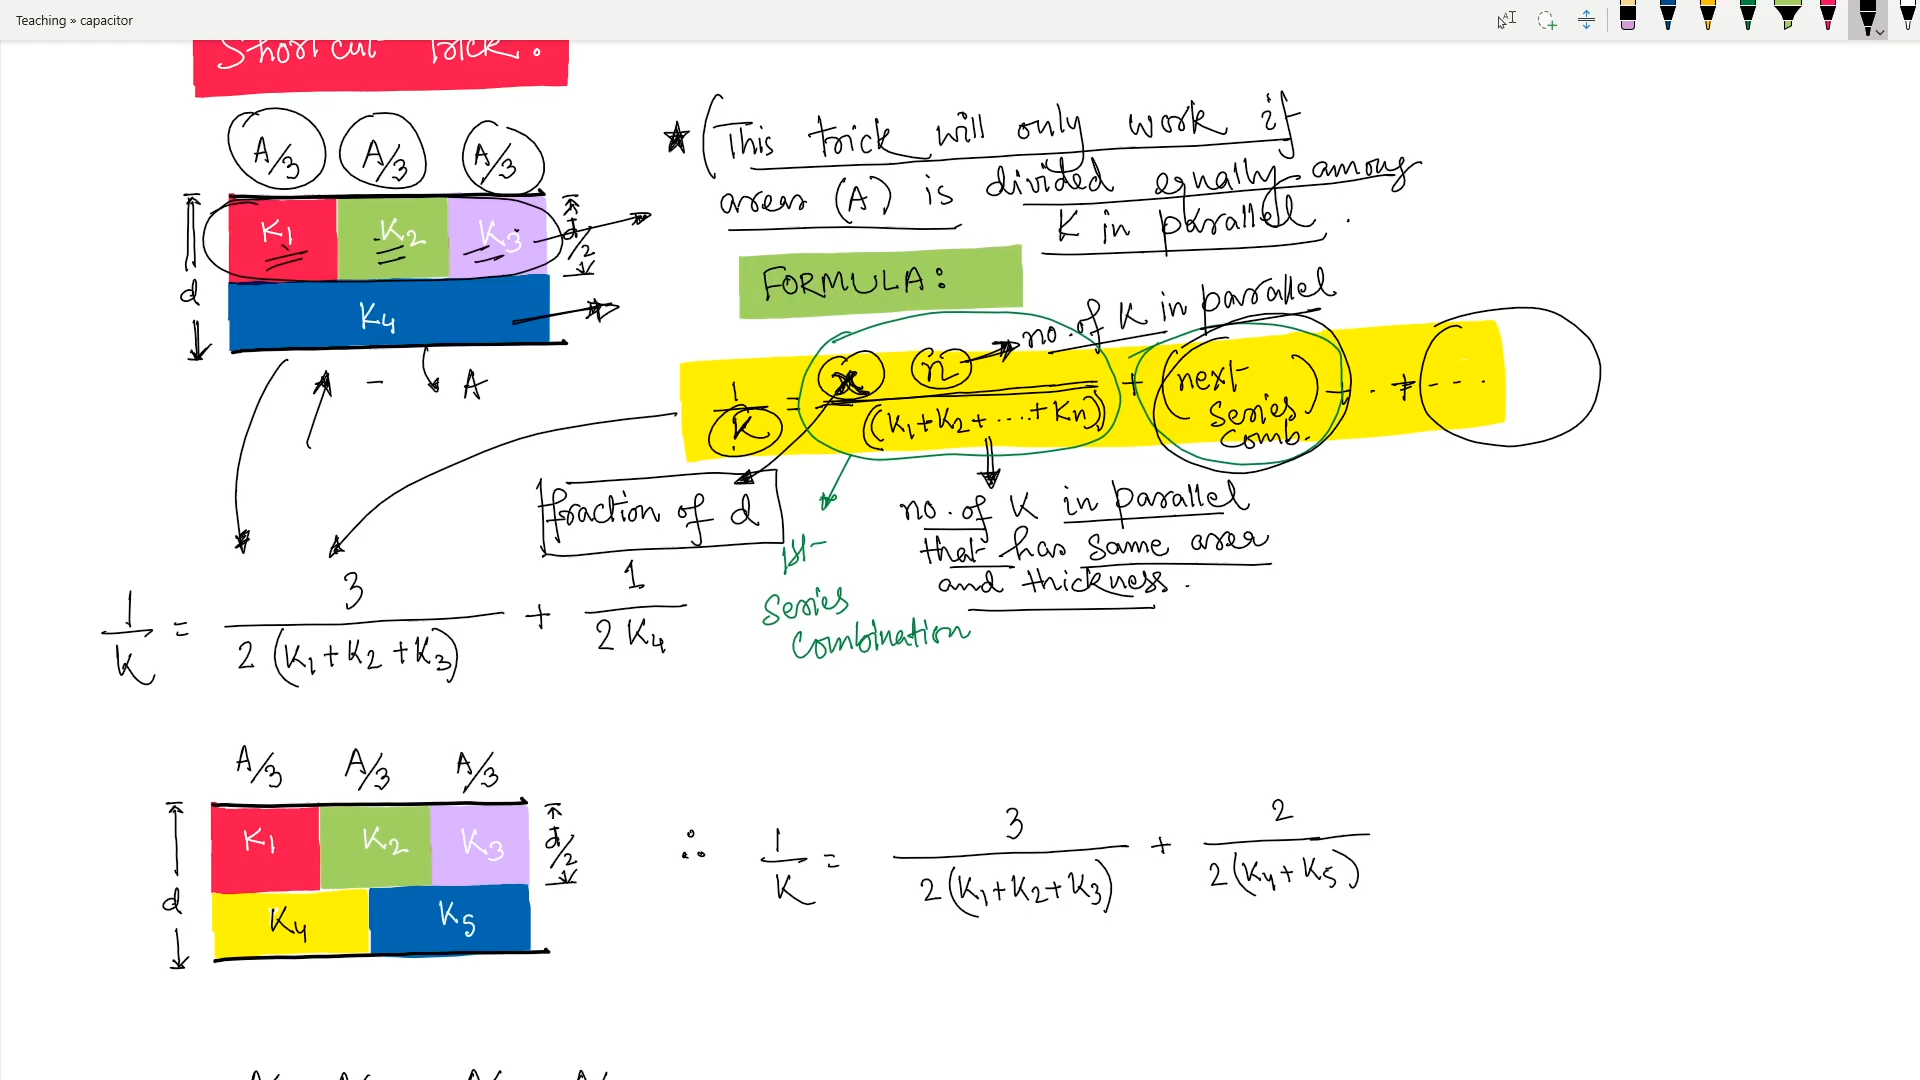 Teaching » capacitor
Shortcut Trick :
A/3 A/3 A/3
K1 K2 K3
d/2
d
K4
A - A
★ (This trick will only work if
area (A) is divided equally among
K in parallel .
FORMULA :
no. of K in parallel
1/K = x n/(K1+K2+....+Kn) + (next Series Comb.) - .. + - - ..
fraction of d
1st
Series
Combination
no. of K in parallel
that has same area
and thickness .
1/K = 3/2(K1+K2+K3) + 1/2K4
A/3 A/3 A/3
K1 K2 K3
d/2
d
K4 K5
∴ 1/K = 3/2(K1+K2+K3) + 2/2(K4+K5)